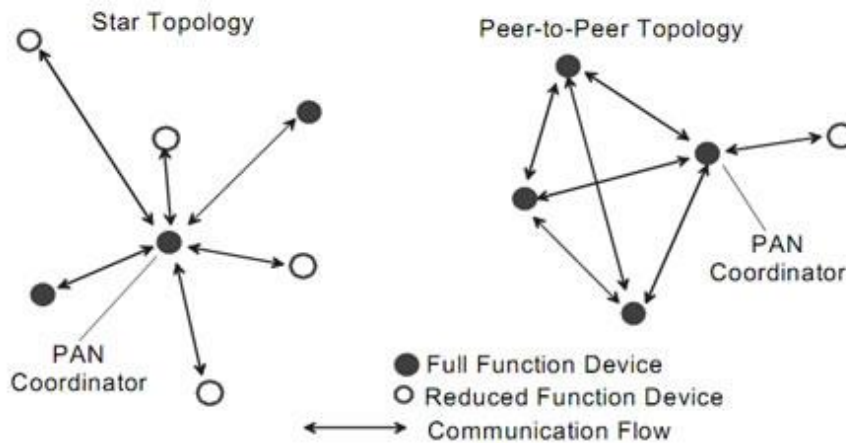 Star Topology
Peer-to-Peer Topology
PAN
Coordinator
PAN
Coordinator
Full Function Device
Reduced Function Device
Communication Flow